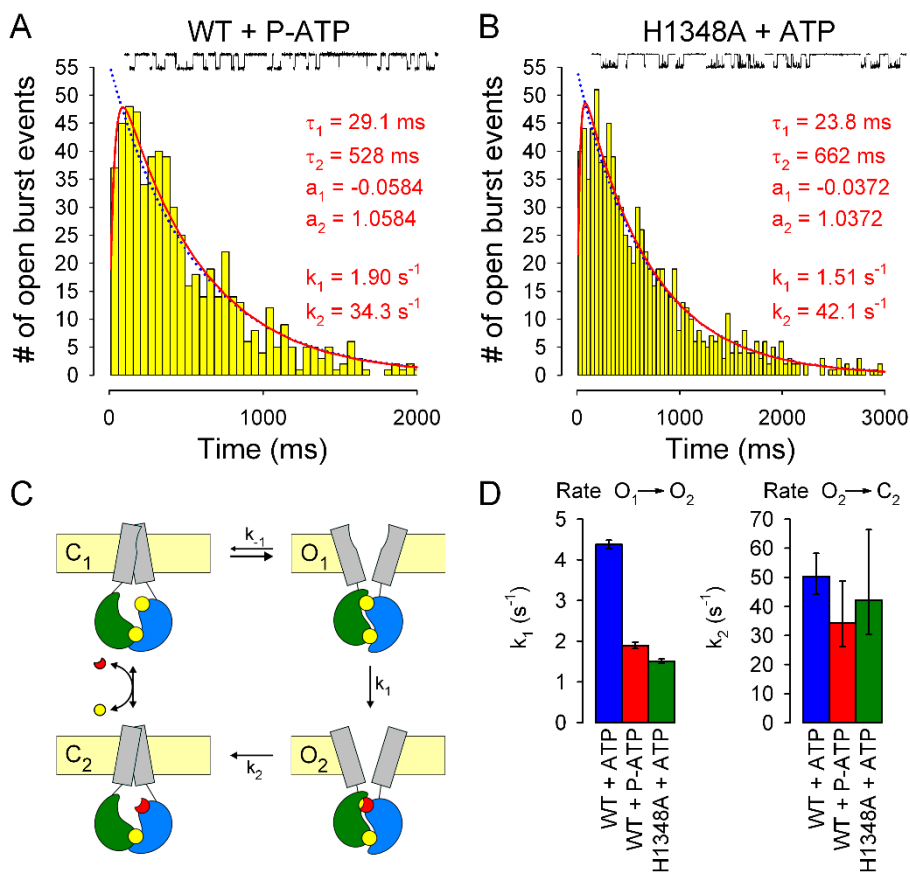 A
WT + P-ATP
55
50
45
40
35
30
25
20
15
10
5
0
# of open burst events
τ₁ = 29.1 ms
τ₂ = 528 ms
a₁ = -0.0584
a₂ = 1.0584
k₁ = 1.90 s⁻¹
k₂ = 34.3 s⁻¹
0 1000 2000
Time (ms)
B
H1348A + ATP
55
50
45
40
35
30
25
20
15
10
5
0
# of open burst events
τ₁ = 23.8 ms
τ₂ = 662 ms
a₁ = -0.0372
a₂ = 1.0372
k₁ = 1.51 s⁻¹
k₂ = 42.1 s⁻¹
0 1000 2000 3000
Time (ms)
C
C₁
k₋₁
O₁
k₁
C₂
k₂
O₂
D
Rate O₁ → O₂
5
4
3
2
1
0
k₁ (s⁻¹)
WT + ATP
WT + P-ATP
H1348A + ATP
Rate O₂ → C₂
80
70
60
50
40
30
20
10
0
k₂ (s⁻¹)
WT + ATP
WT + P-ATP
H1348A + ATP